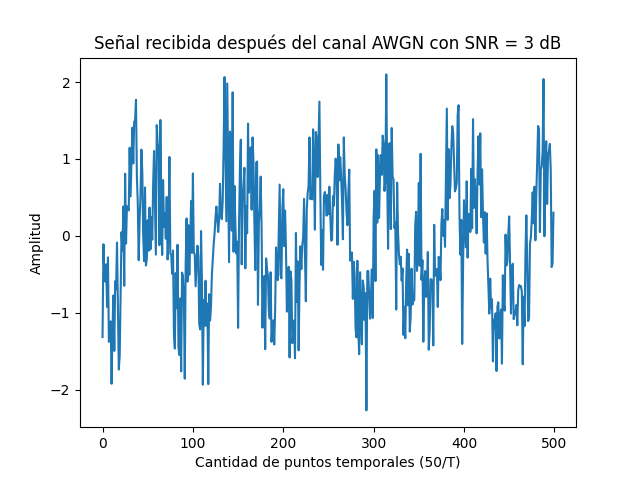 Señal recibida después del canal AWGN con SNR = 3 dB
2
1
0
−1
−2
Amplitud
0 100 200 300 400 500
Cantidad de puntos temporales (50/T)